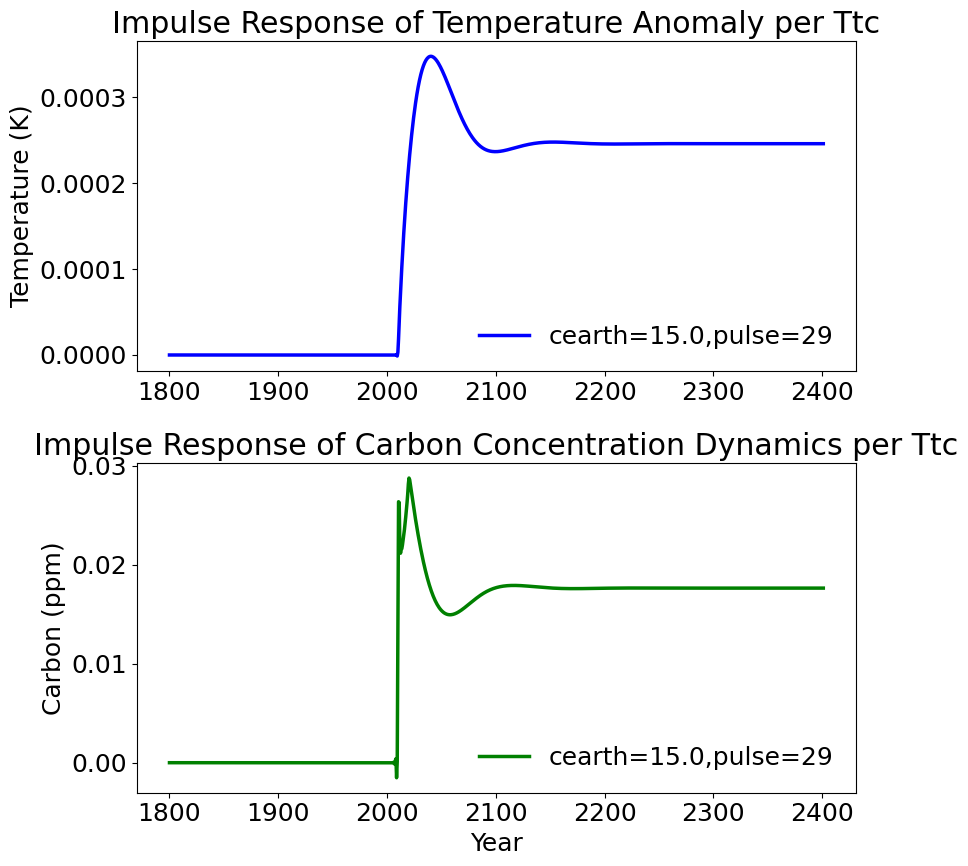 Impulse Response of Temperature Anomaly per Ttc
Temperature (K)
0.0003
0.0002
0.0001
0.0000
cearth=15.0,pulse=29
1800 1900 2000 2100 2200 2300 2400
Impulse Response of Carbon Concentration Dynamics per Ttc
Carbon (ppm)
0.03
0.02
0.01
0.00
cearth=15.0,pulse=29
1800 1900 2000 2100 2200 2300 2400
Year